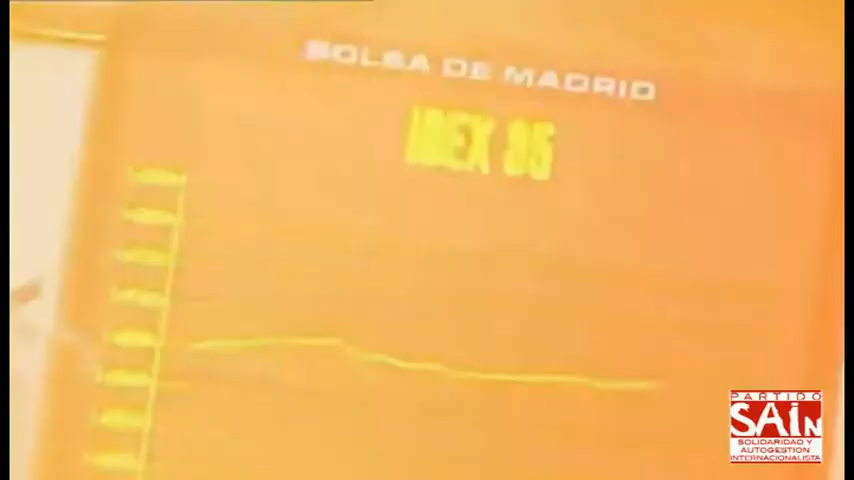 BOLSA DE MADRID
IBEX 35
PARTIDO
SAIN
SOLIDARIDAD Y
AUTOGESTION
INTERNACIONALISTA